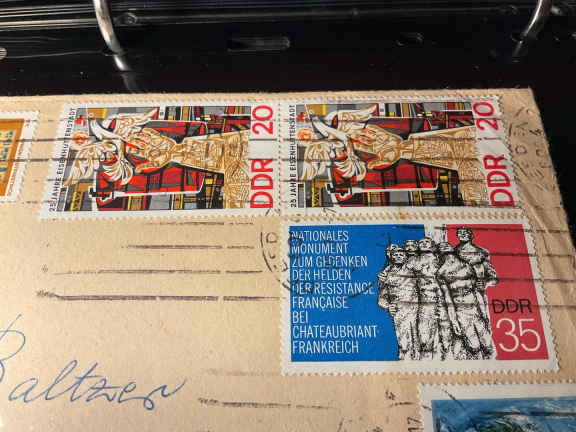 25 JAHRE EISENHÜTTENSTADT
DDR 20
25 JAHRE EISENHÜTTENSTADT
DDR 20
NATIONALES
MONUMENT
ZUM GEDENKEN
DER HELDEN
DER RÉSISTANCE
FRANÇAISE
BEI
CHATEAUBRIANT-
FRANKREICH
DDR
35
Baltzer